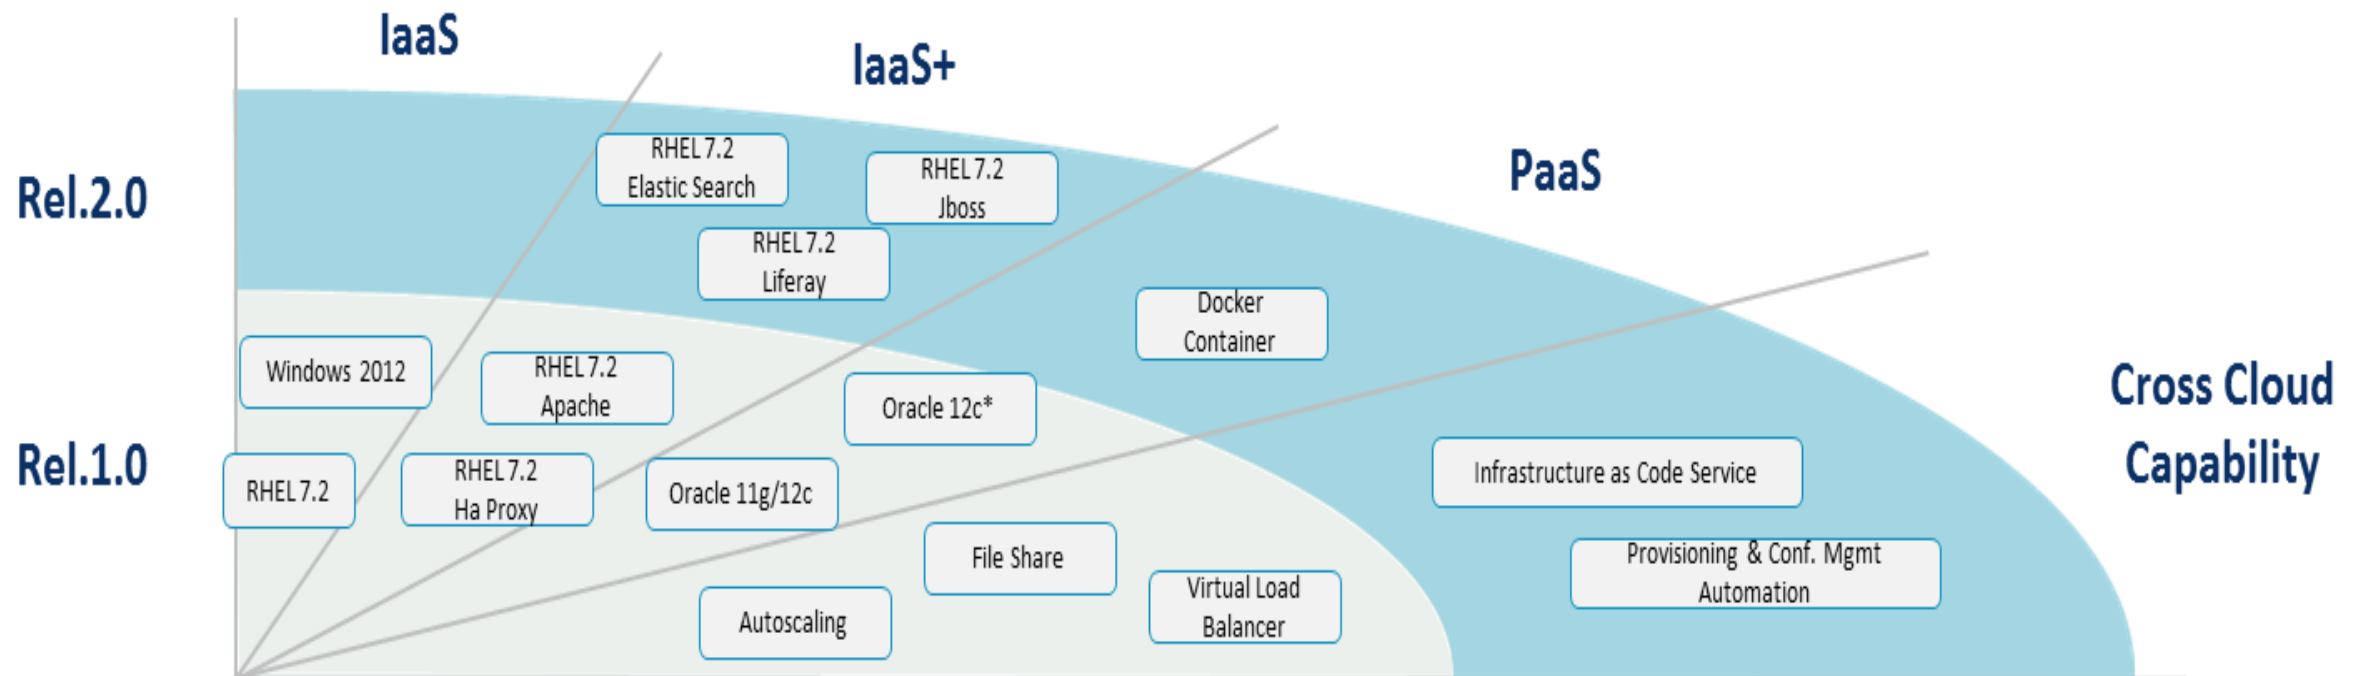 IaaS
IaaS+
PaaS
Cross Cloud
Capability
Rel.2.0
RHEL 7.2
Elastic Search
RHEL 7.2
Jboss
RHEL 7.2
Liferay
Docker
Container
Infrastructure as Code Service
Provisioning & Conf. Mgmt
Automation
Rel.1.0
Windows 2012
RHEL 7.2
Apache
Oracle 12c*
RHEL 7.2
RHEL 7.2
Ha Proxy
Oracle 11g/12c
File Share
Virtual Load
Balancer
Autoscaling